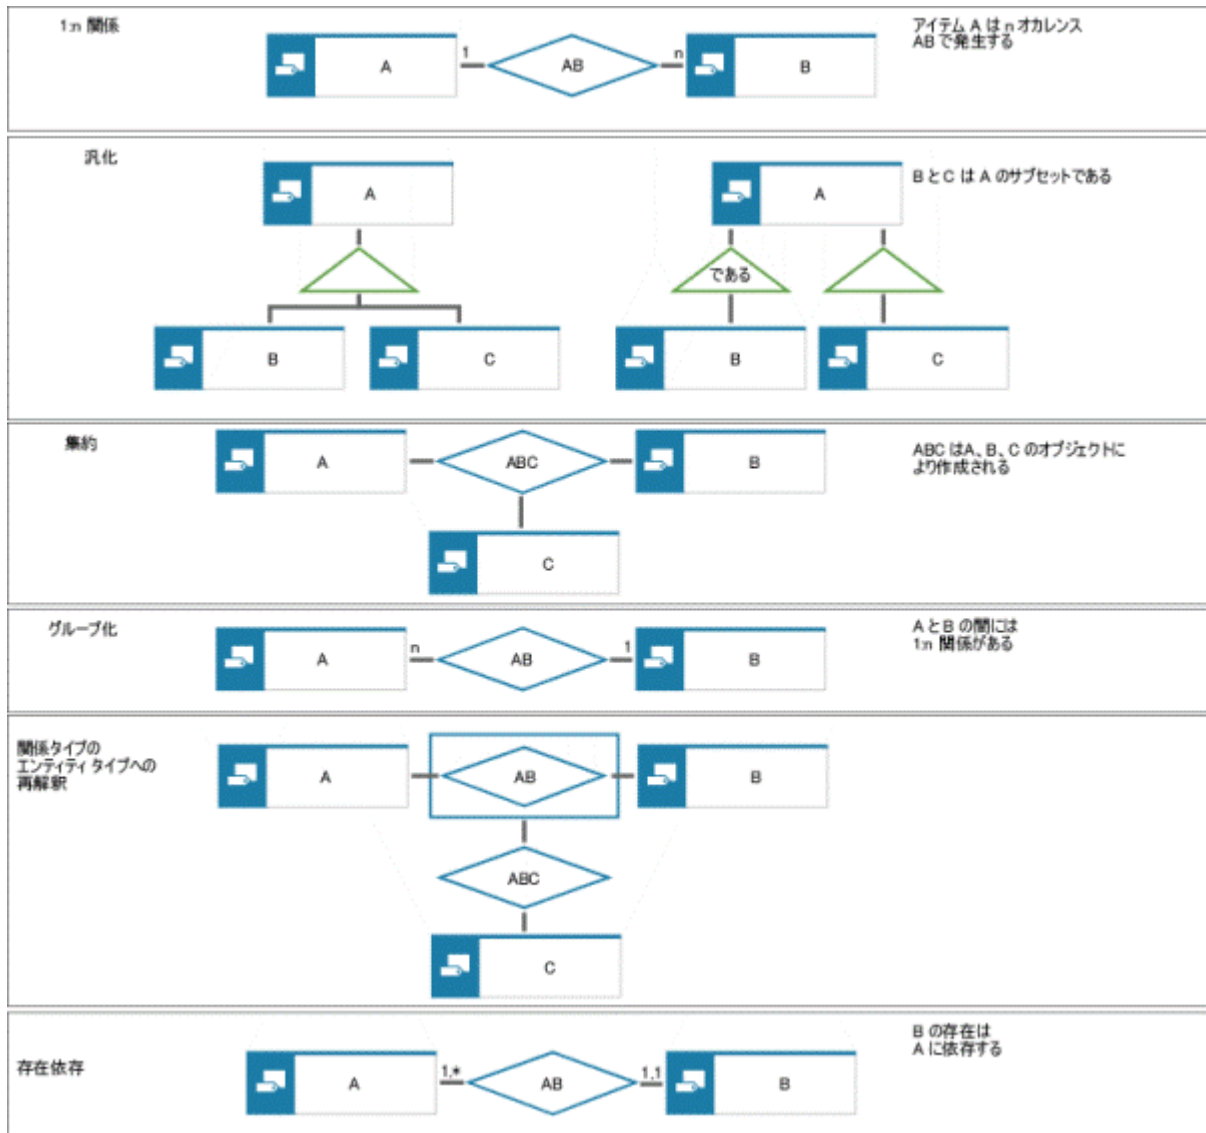 1:n 関係
A
1
AB
n
B
アイテム A は n オカレンス
AB で発生する
汎化
A
B
C
A
である
B
C
B と C は A のサブセットである
集約
A
ABC
B
C
ABC はA、B、C のオブジェクトに
より作成される
グループ化
A
n
AB
1
B
A と B の間には
1:n 関係がある
関係タイプの
エンティティ タイプへの
再解釈
A
AB
B
ABC
C
存在依存
A
1,*
AB
1,1
B
B の存在は
A に依存する